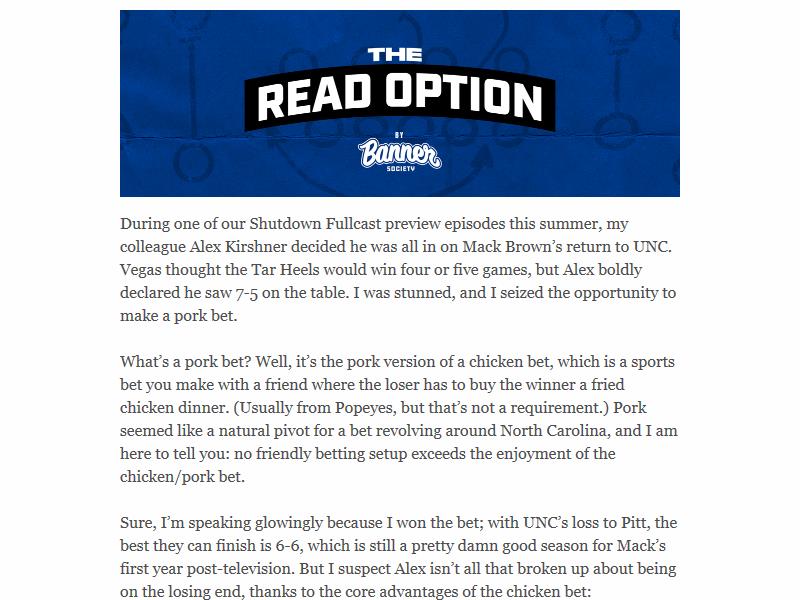 THE
READ OPTION
BY
Banner
SOCIETY
During one of our Shutdown Fullcast preview episodes this summer, my
colleague Alex Kirshner decided he was all in on Mack Brown’s return to UNC.
Vegas thought the Tar Heels would win four or five games, but Alex boldly
declared he saw 7-5 on the table. I was stunned, and I seized the opportunity to
make a pork bet.
What’s a pork bet? Well, it’s the pork version of a chicken bet, which is a sports
bet you make with a friend where the loser has to buy the winner a fried
chicken dinner. (Usually from Popeyes, but that’s not a requirement.) Pork
seemed like a natural pivot for a bet revolving around North Carolina, and I am
here to tell you: no friendly betting setup exceeds the enjoyment of the
chicken/pork bet.
Sure, I’m speaking glowingly because I won the bet; with UNC’s loss to Pitt, the
best they can finish is 6-6, which is still a pretty damn good season for Mack’s
first year post-television. But I suspect Alex isn’t all that broken up about being
on the losing end, thanks to the core advantages of the chicken bet: